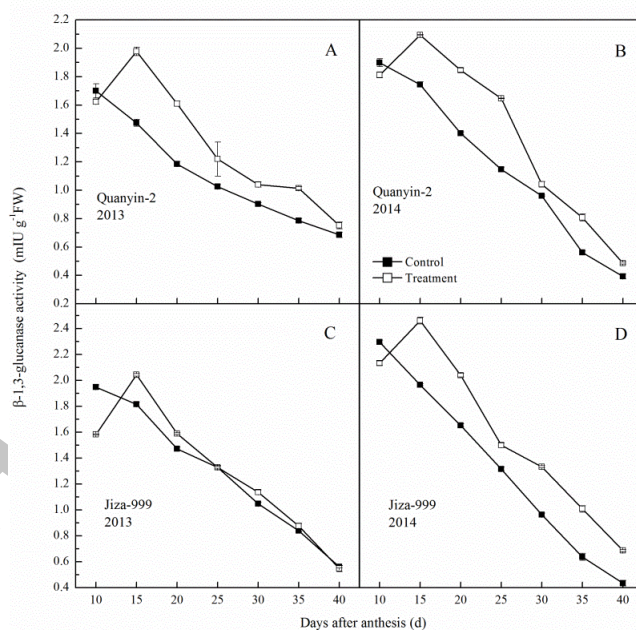 A
B
2.2
2.0
1.8
1.6
1.4
1.2
1.0
0.8
0.6
0.4
0.2
Quanyin-2
2013
Quanyin-2
2014
Control
Treatment
C
D
2.4
2.2
2.0
1.8
1.6
1.4
1.2
1.0
0.8
0.6
0.4
Jiza-999
2013
Jiza-999
2014
10 15 20 25 30 35 40
10 15 20 25 30 35 40
Days after anthesis (d)
β-1,3-glucanase activity (mIU g⁻¹FW)